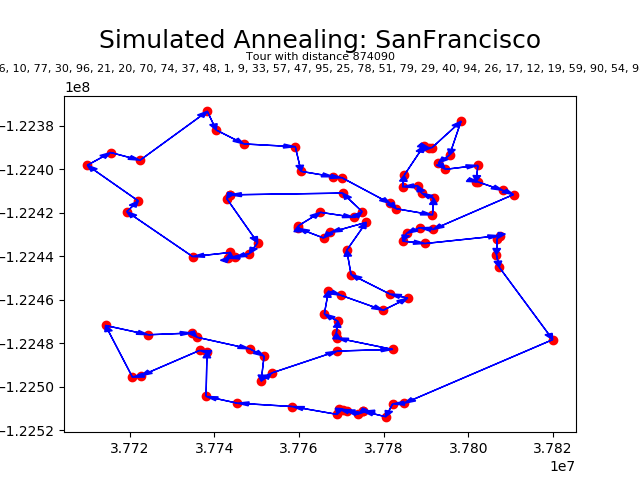 Simulated Annealing: SanFrancisco
Tour with distance 874090
6, 10, 77, 30, 96, 21, 20, 70, 74, 37, 48, 1, 9, 33, 57, 47, 95, 25, 78, 51, 79, 29, 40, 94, 26, 17, 12, 19, 59, 90, 54, 9
1e8
−1.2238
−1.2240
−1.2242
−1.2244
−1.2246
−1.2248
−1.2250
−1.2252
3.772 3.774 3.776 3.778 3.780 3.782
1e7